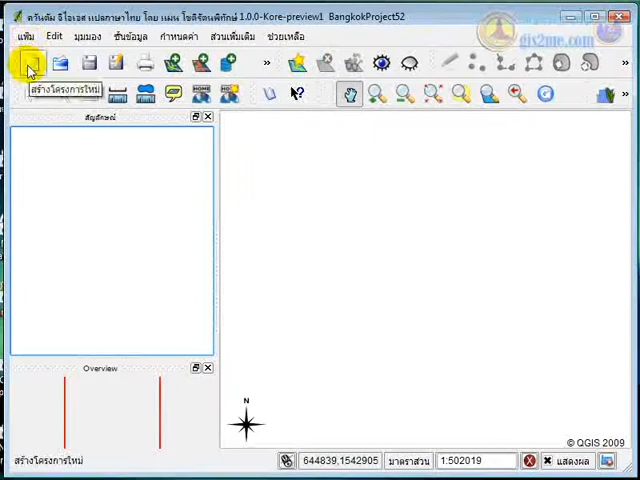 ควันตัม จีไอเอส แปลภาษาไทย โดย แมน โชติรัตนพิทักษ์ 1.0.0-Kore-preview1 BangkokProject52
gis2me.com
แฟ้ม Edit มุมมอง ชั้นข้อมูล กำหนดค่า ส่วนเพิ่มเติม ช่วยเหลือ
สร้างโครงการใหม่
HOME
สัญลักษณ์
Overview
N
© QGIS 2009
สร้างโครงการใหม่ 644839,1542905 มาตราส่วน 1:502019 แสดงผล